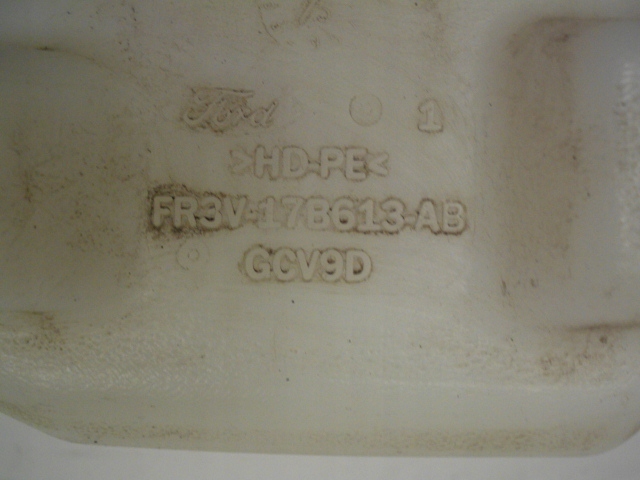 Ford 1
>HD-PE<
FR3V-17B613-AB
GCV9D